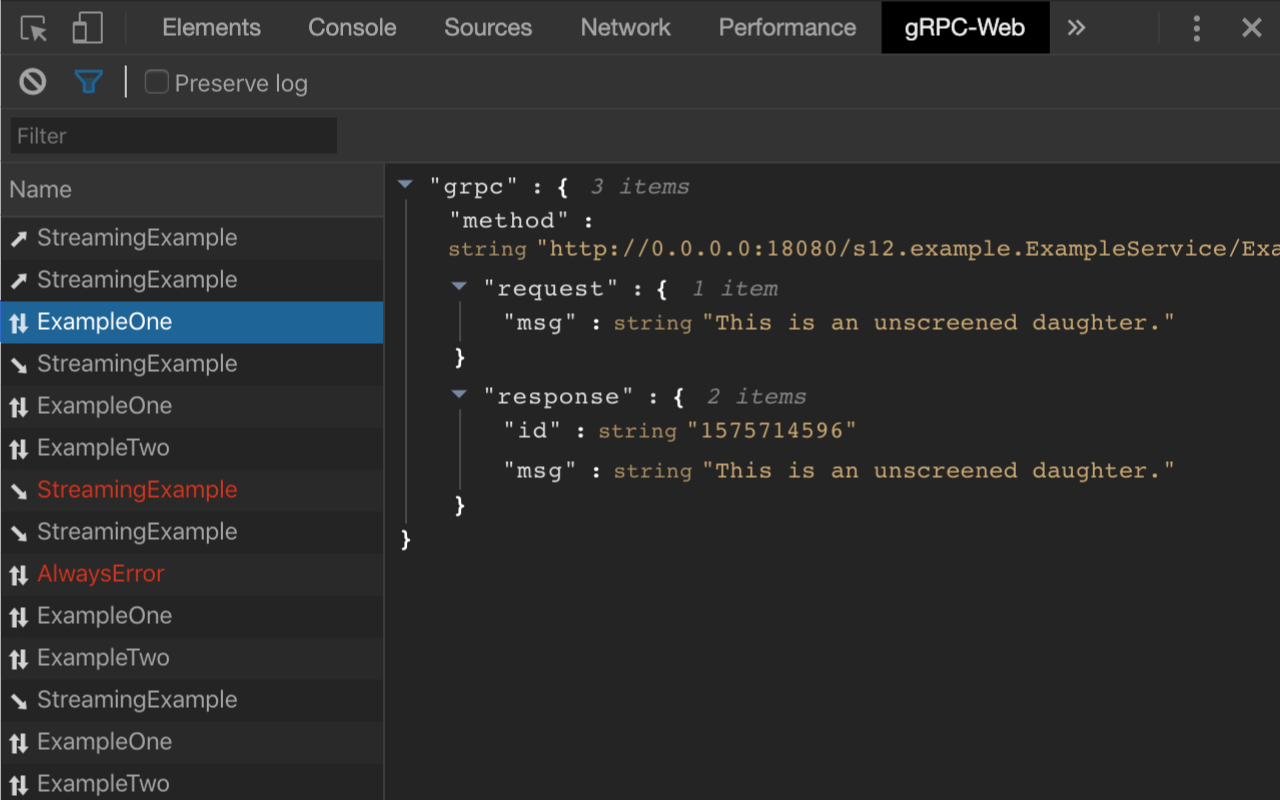 Elements Console Sources Network Performance gRPC-Web »
Preserve log
Filter
Name
StreamingExample
StreamingExample
ExampleOne
StreamingExample
ExampleOne
ExampleTwo
StreamingExample
StreamingExample
AlwaysError
ExampleOne
ExampleTwo
StreamingExample
ExampleOne
ExampleTwo
"grpc" : { 3 items
"method" :
string "http://0.0.0.0:18080/s12.example.ExampleService/Exa
"request" : { 1 item
"msg" : string "This is an unscreened daughter."
}
"response" : { 2 items
"id" : string "1575714596"
"msg" : string "This is an unscreened daughter."
}
}